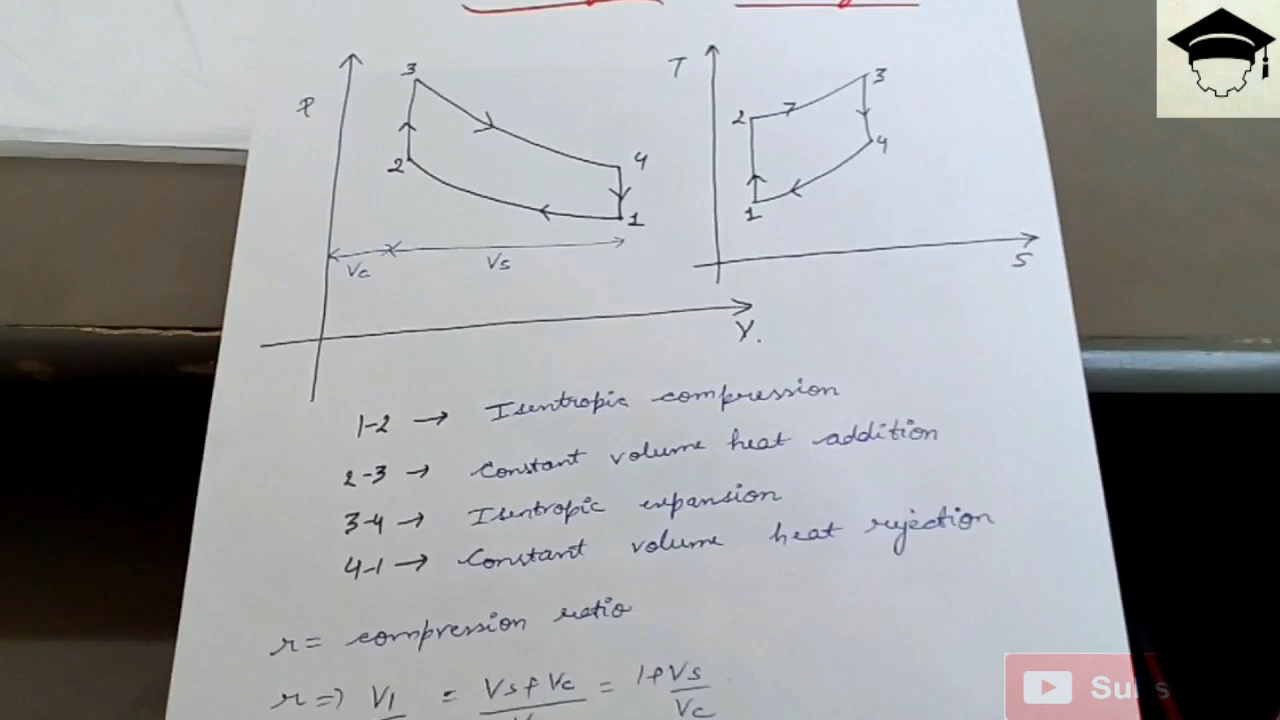 P
3
2
4
1
Vc
Vs
V.
T
2
3
4
1
S
1-2 → Isentropic compression
2-3 → Constant volume heat addition
3-4 → Isentropic expansion
4-1 → Constant volume heat rejection
r = compression ratio
r => V1 = Vs + Vc = 1 + Vs
Vc